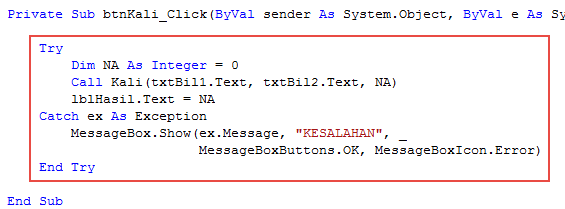 Private Sub btnKali_Click(ByVal sender As System.Object, ByVal e As Sy
Try
Dim NA As Integer = 0
Call Kali(txtBil1.Text, txtBil2.Text, NA)
lblHasil.Text = NA
Catch ex As Exception
MessageBox.Show(ex.Message, "KESALAHAN", _
MessageBoxButtons.OK, MessageBoxIcon.Error)
End Try
End Sub